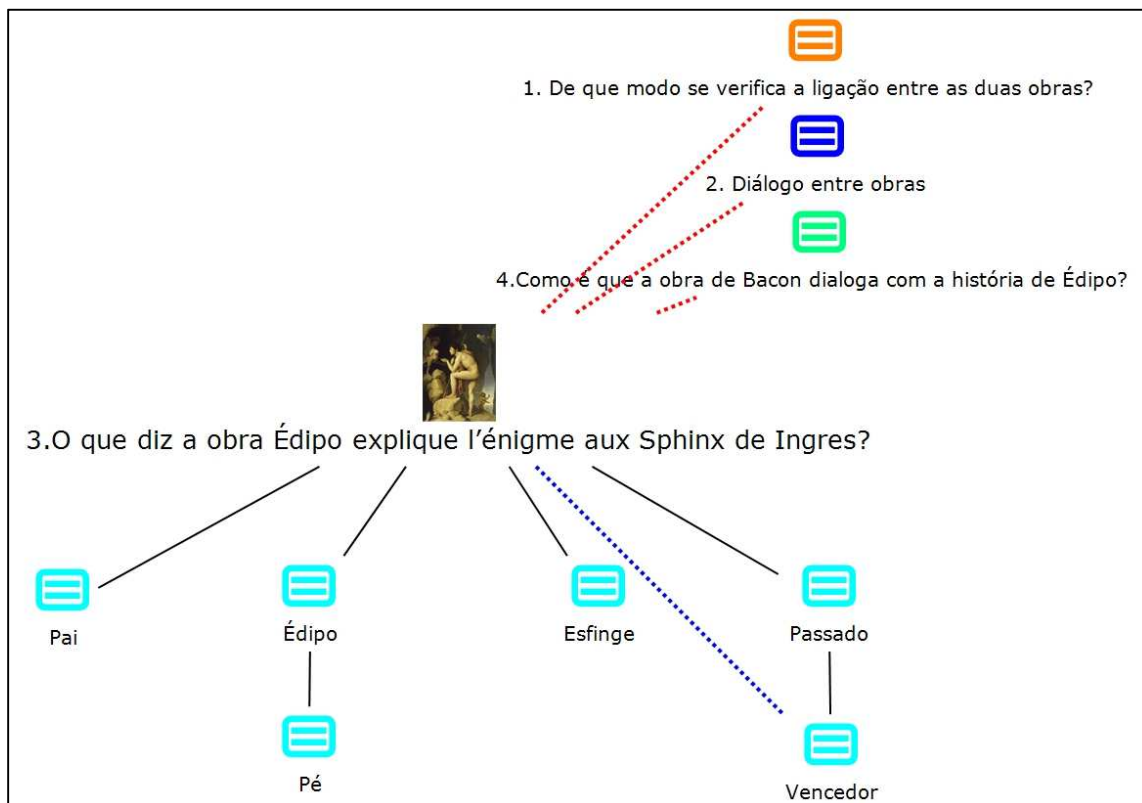 1. De que modo se verifica a ligação entre as duas obras?
2. Diálogo entre obras
4.Como é que a obra de Bacon dialoga com a história de Édipo?
3.O que diz a obra Édipo explique l'énigme aux Sphinx de Ingres?
Pai
Édipo
Esfinge
Passado
Pé
Vencedor